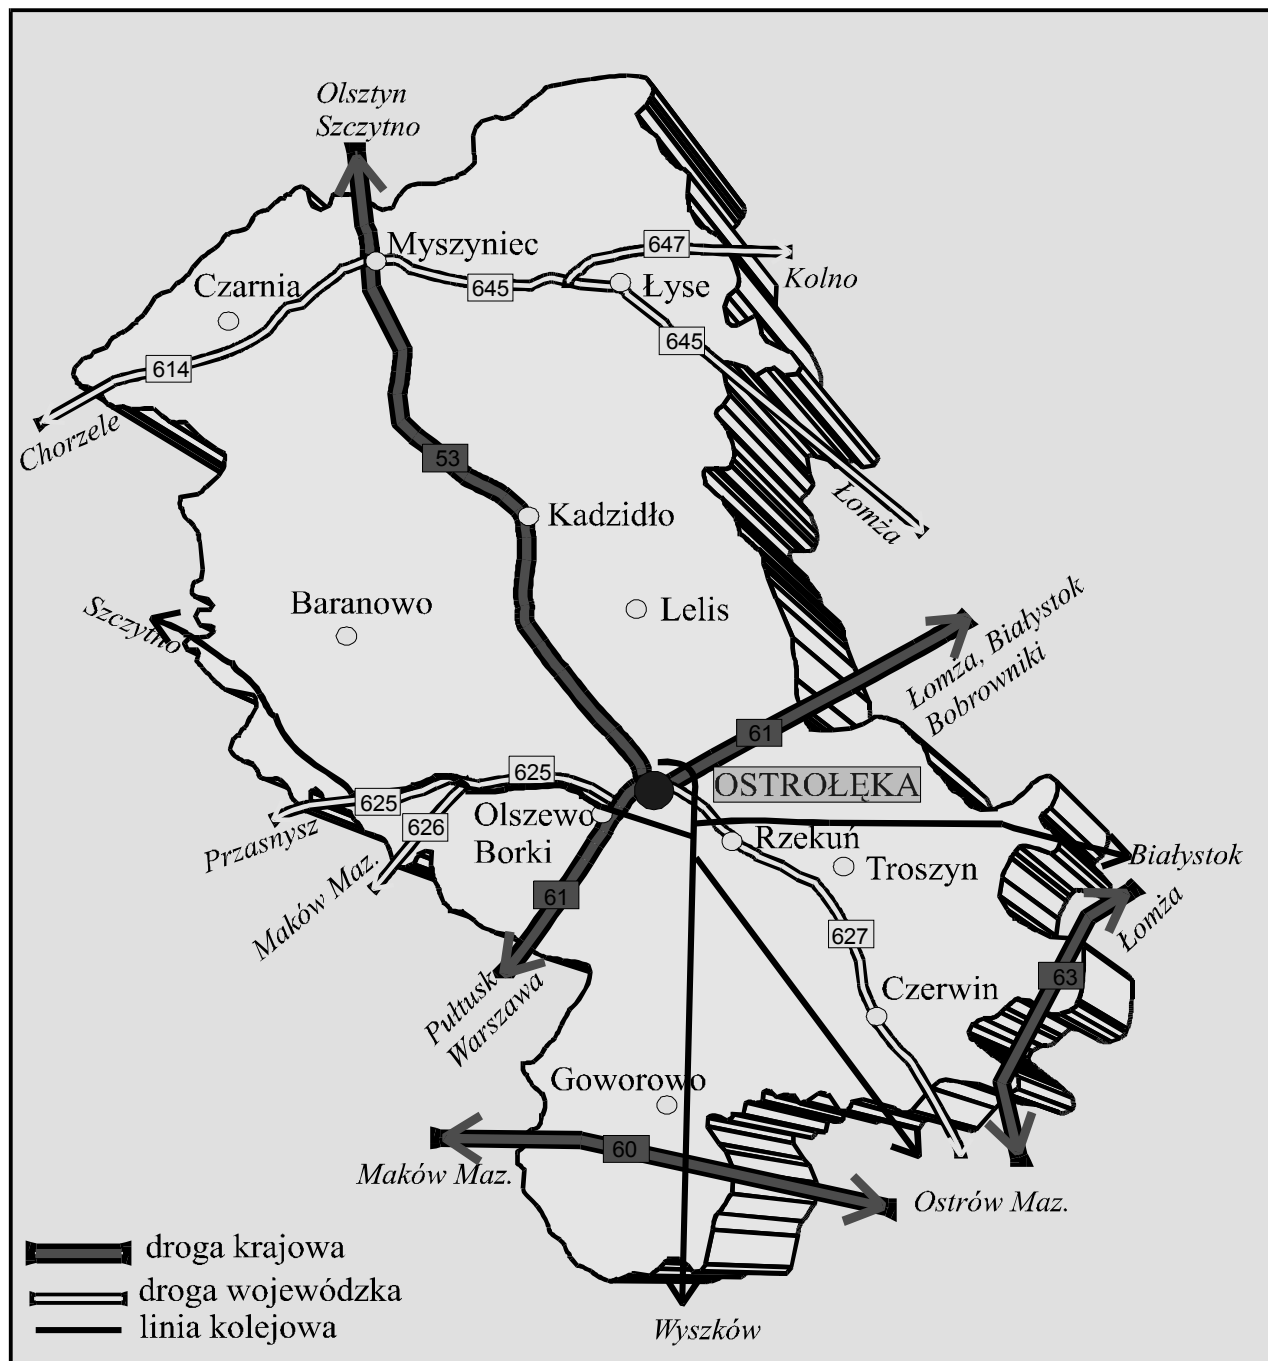 Olsztyn
Szczytno
Myszyniec
647
Kolno
Czarnia
645
Łyse
645
614
Chorzele
53
Łomża
Kadzidło
Baranowo
Lelis
Szczytno
Łomża, Białystok
Bobrowniki
61
625
OSTROŁĘKA
625
Olszewo
Borki
626
Przasnysz
Rzekuń
Troszyn
Białystok
Maków Maz.
61
Łomża
627
63
Pułtusk
Warszawa
Czerwin
Goworowo
60
Maków Maz.
Ostrów Maz.
droga krajowa
droga wojewódzka
linia kolejowa
Wyszków